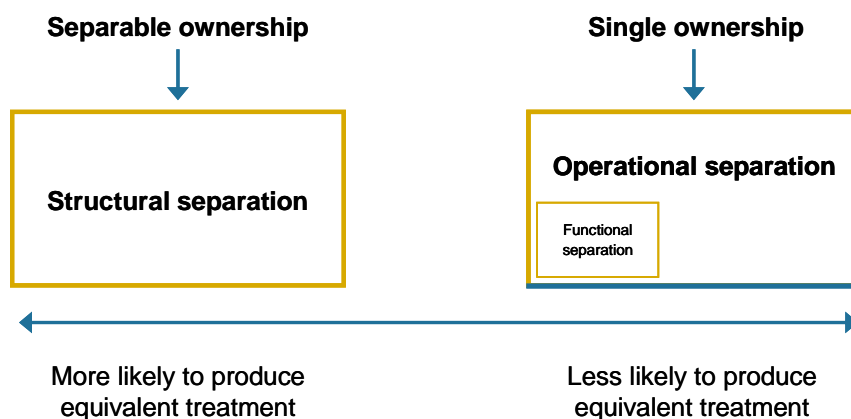 Separable ownership
Single ownership
Structural separation
Operational separation
Functional
separation
More likely to produce
equivalent treatment
Less likely to produce
equivalent treatment